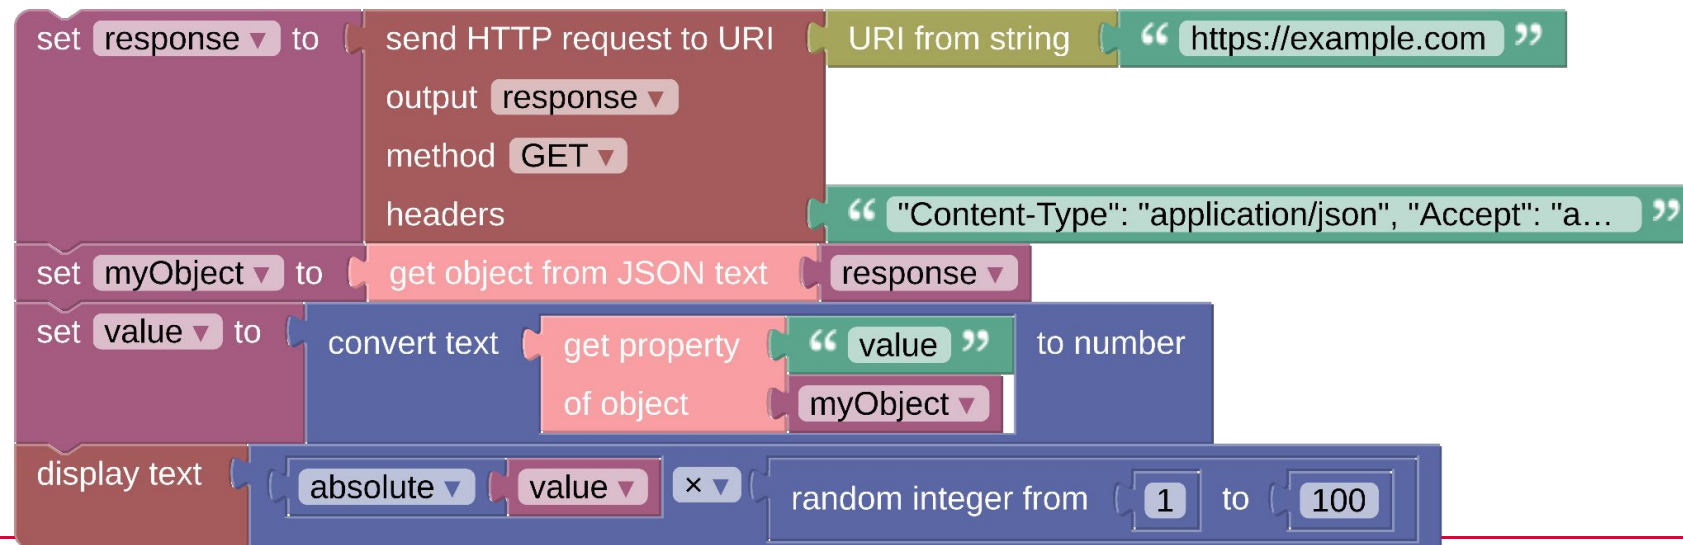 set response ▾ to send HTTP request to URI URI from string “ https://example.com ”
output response ▾
method GET ▾
headers “ "Content-Type": "application/json", "Accept": "a… ”
set myObject ▾ to get object from JSON text response ▾
set value ▾ to convert text get property “ value ” to number
of object myObject ▾
display text absolute ▾ value ▾ × ▾ random integer from 1 to 100